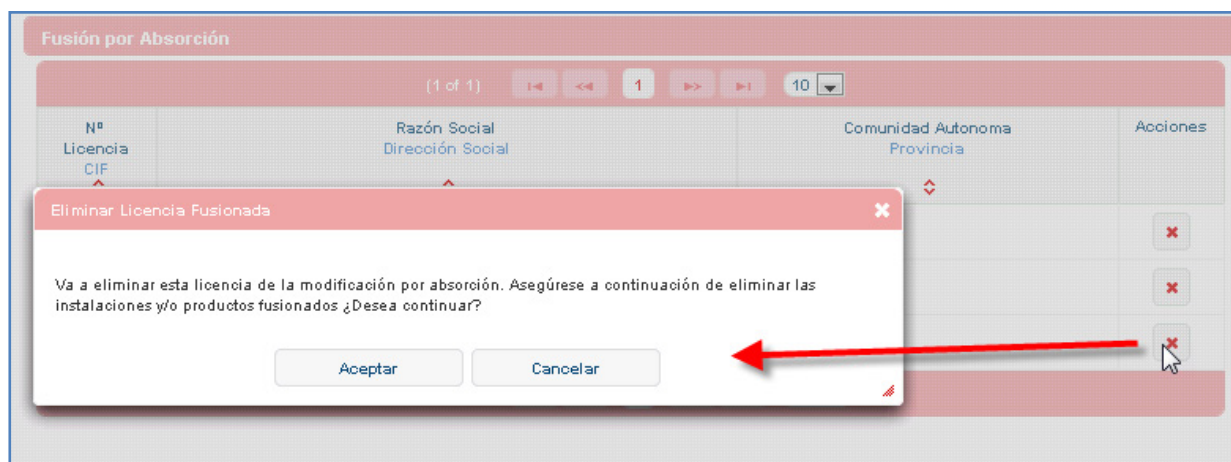 Fusión por Absorción
(1 of 1) 1 10
Nº
Licencia
CIF
Razón Social
Dirección Social
Comunidad Autonoma
Provincia
Acciones
Eliminar Licencia Fusionada
Va a eliminar esta licencia de la modificación por absorción. Asegúrese a continuación de eliminar las
instalaciones y/o productos fusionados ¿Desea continuar?
Aceptar Cancelar